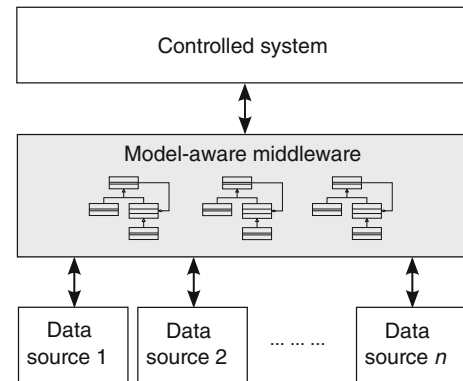 Controlled system
Model-aware middleware
Data
source 1
Data
source 2
... ... ...
Data
source n